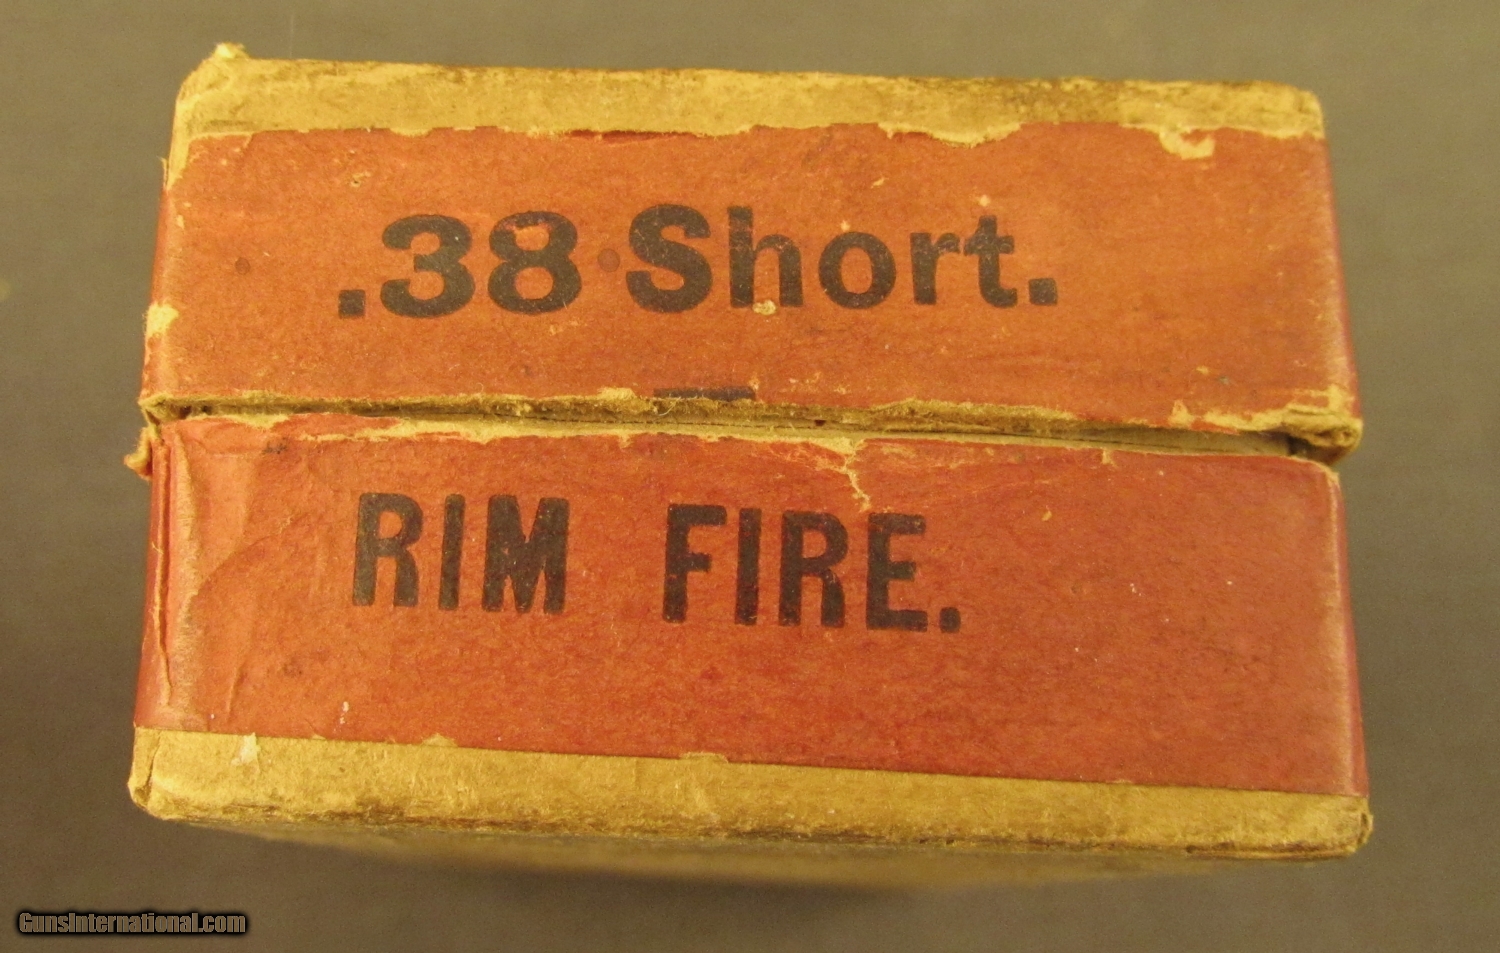 .38 Short.
RIM FIRE.
GunsInternational.com